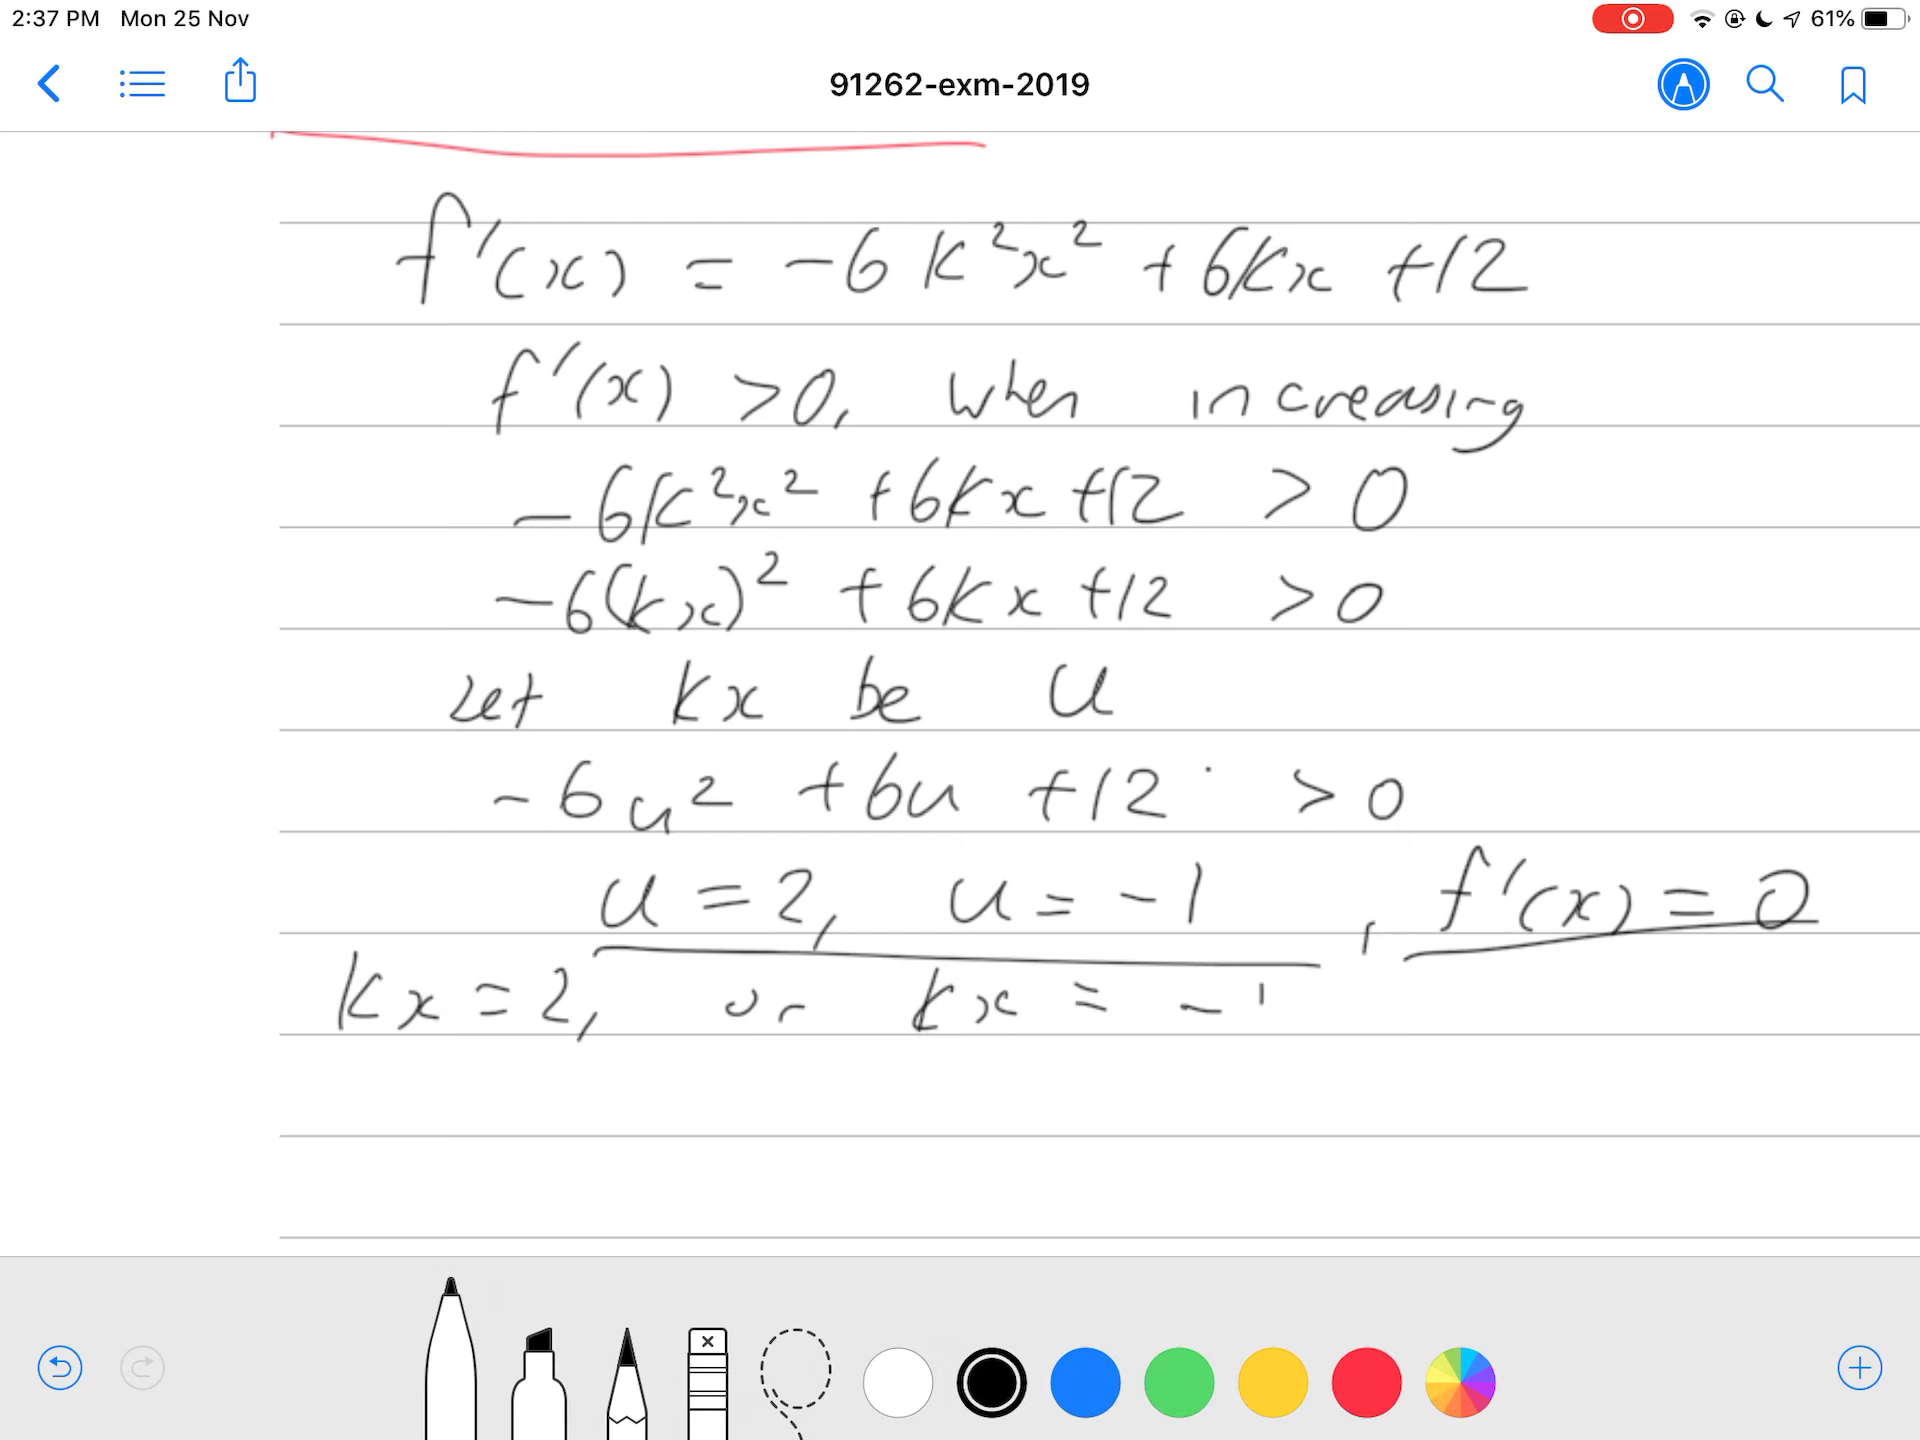 2:37 PM Mon 25 Nov 61%
91262-exm-2019
f'(x) = -6k²x² +6kx +12
f'(x) >0, when increasing
-6k²x² +6kx +12 > 0
-6(kx)² +6kx +12 >0
Let kx be u
-6u² +6u +12 > 0
u = 2, u = -1 , f'(x) = 0
kx = 2, or kx = -1